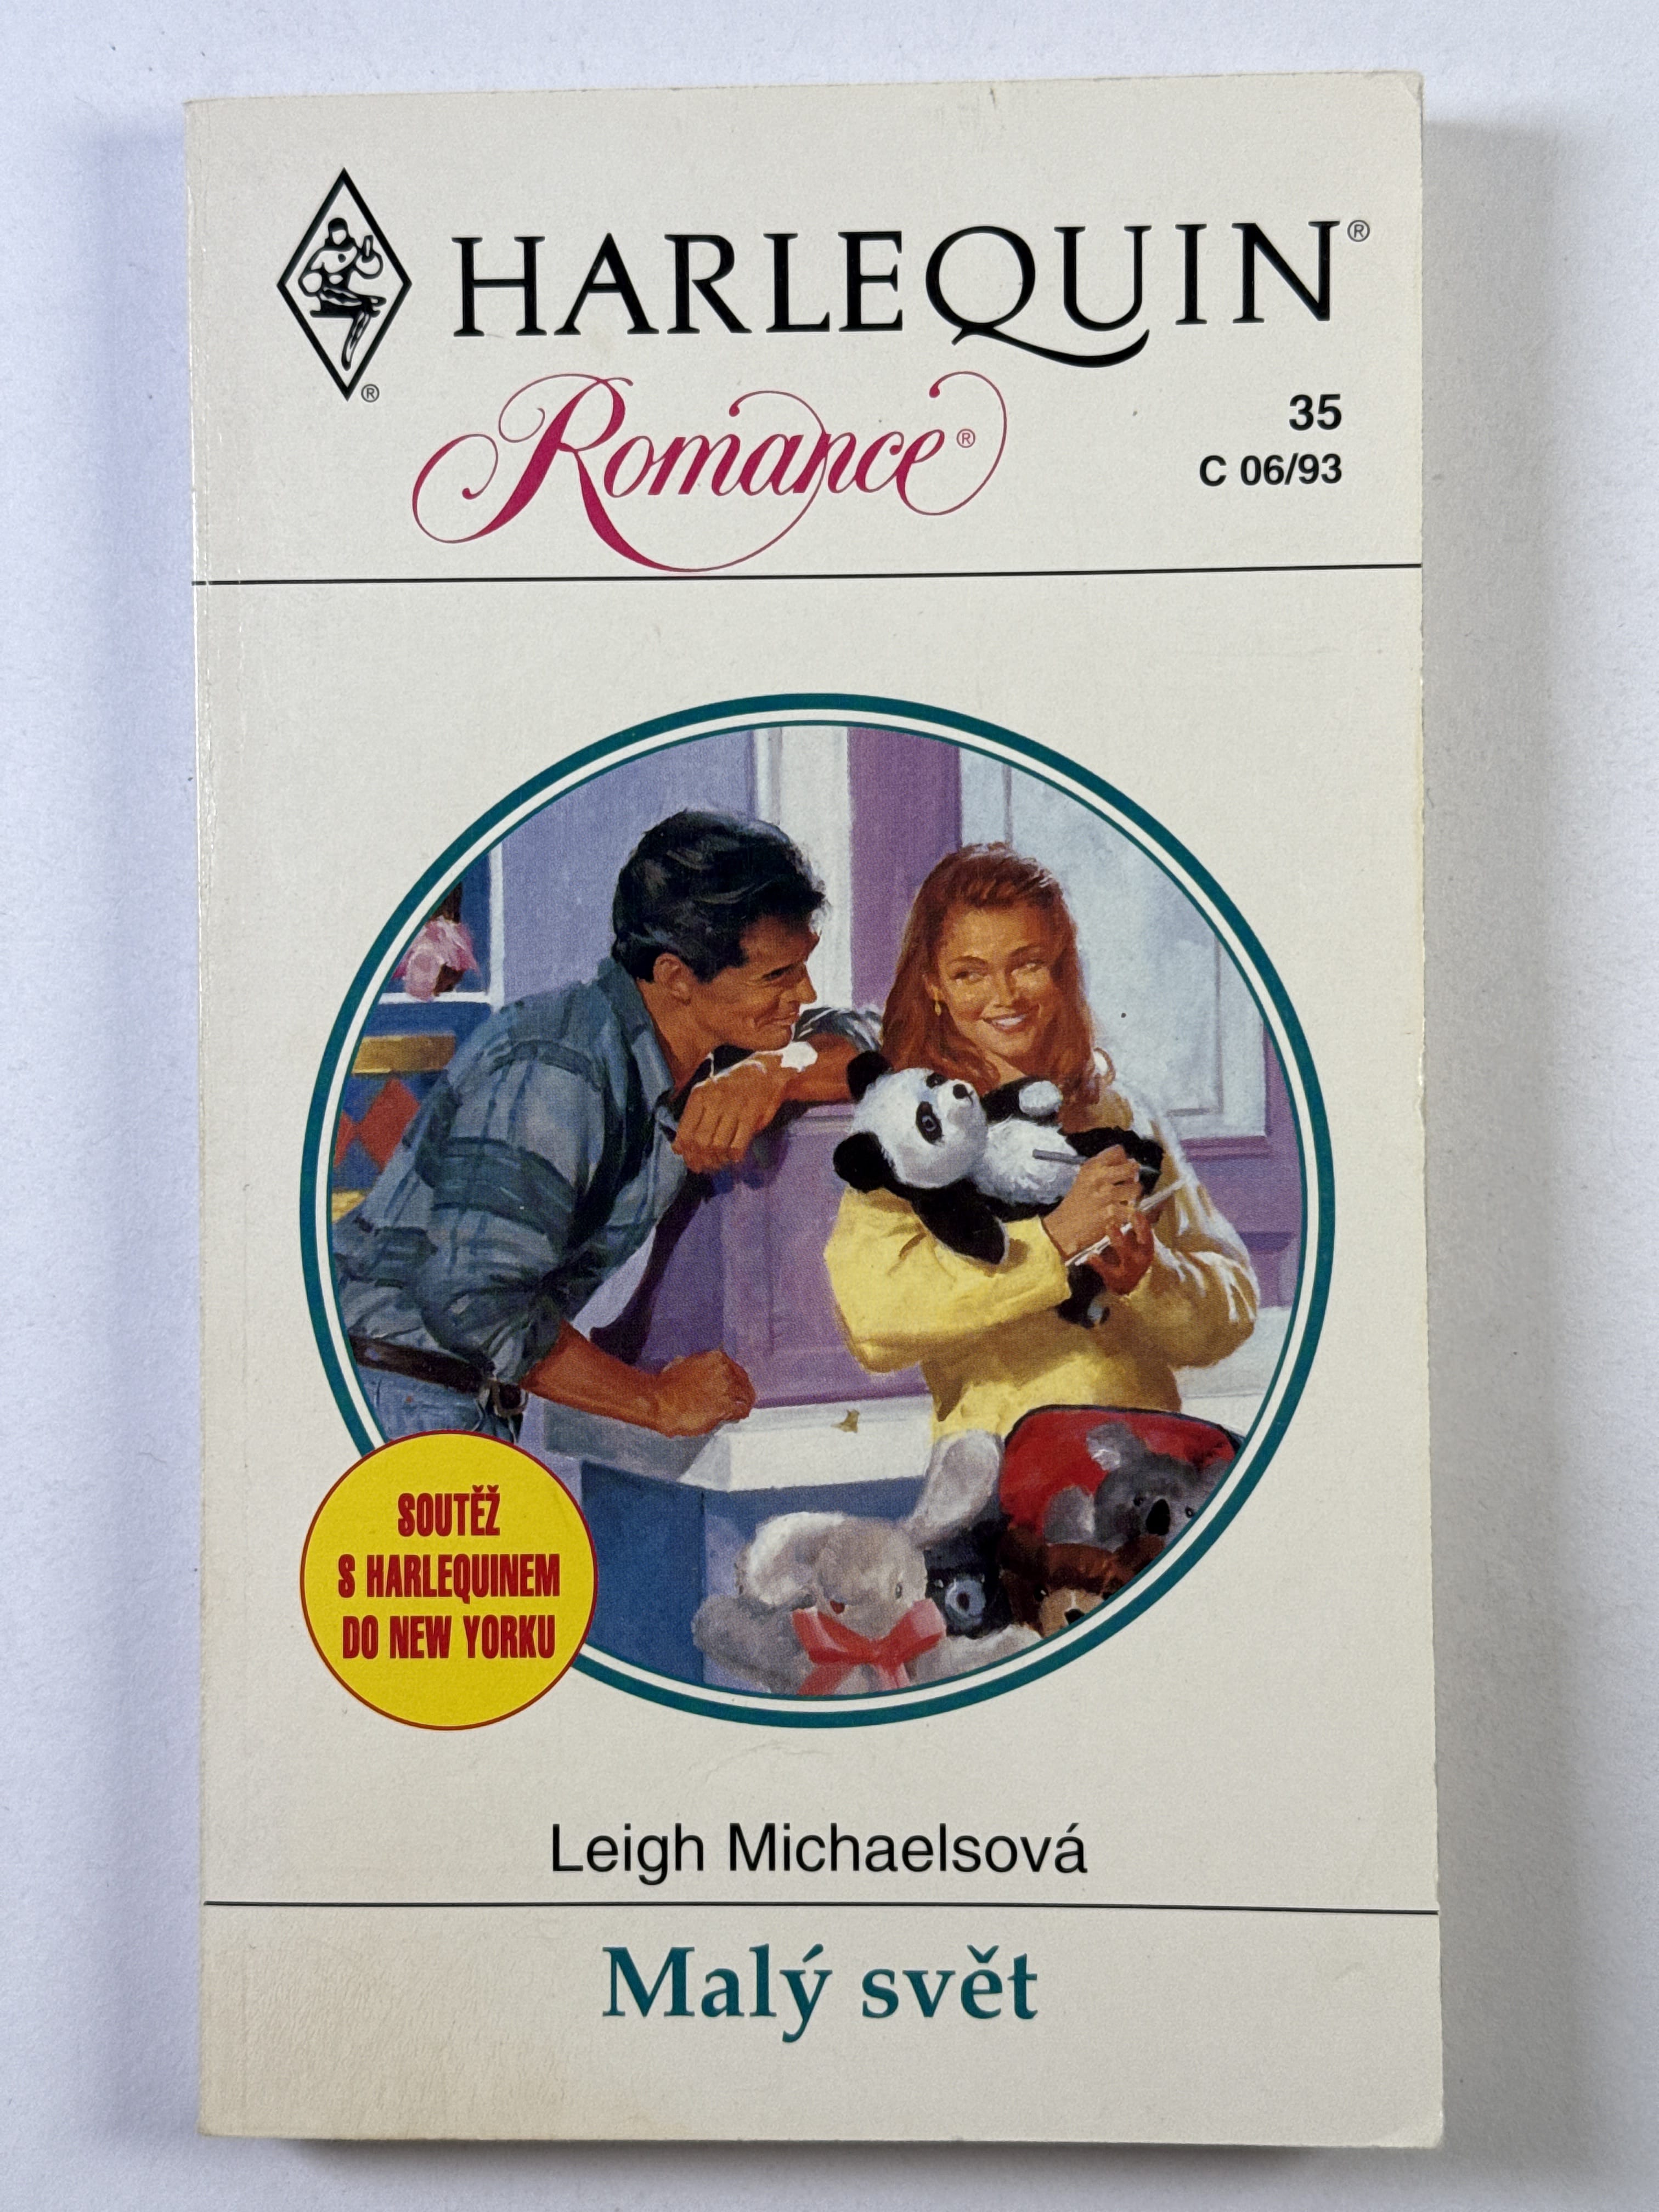 HARLEQUIN®
®
Romance®
35
C 06/93
SOUTĚŽ
S HARLEQUINEM
DO NEW YORKU
Leigh Michaelsová
Malý svět